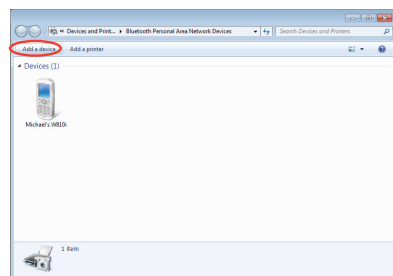 « Devices and Print... ▸ Bluetooth Personal Area Network Devices
Search Devices and Printers
Add a device
Add a printer
Devices (1)
Michael's W810i
1 item